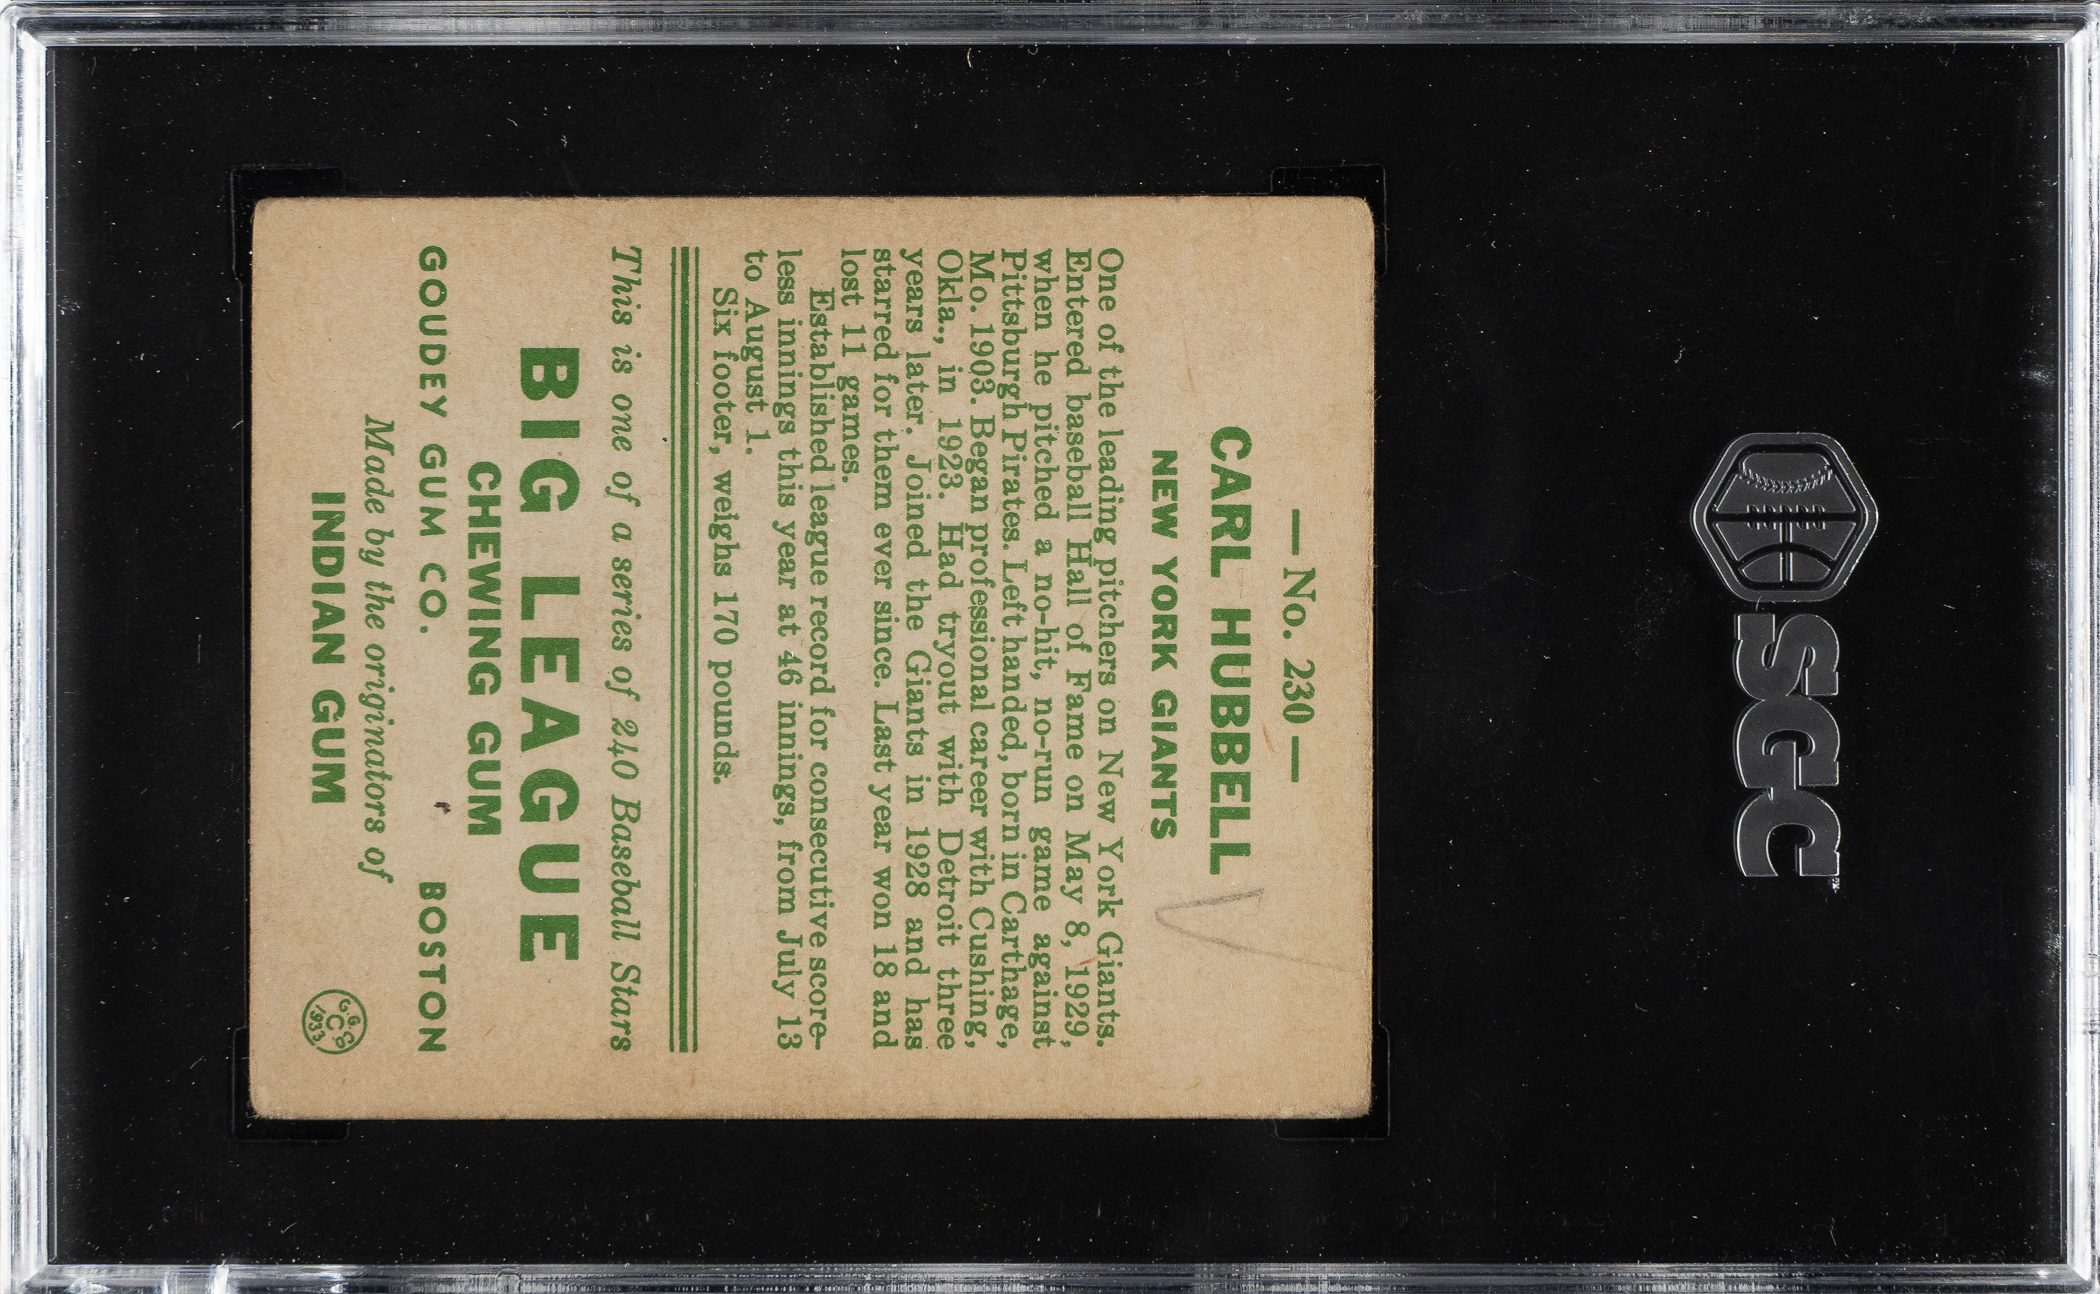 — No. 230 —
CARL HUBBELL
NEW YORK GIANTS
One of the leading pitchers on New York Giants.
Entered baseball Hall of Fame on May 8, 1929,
when he pitched a no-hit, no-run game against
Pittsburgh Pirates. Left handed, born in Carthage,
Mo. 1903. Began professional career with Cushing,
Okla., in 1923. Had tryout with Detroit three
years later. Joined the Giants in 1928 and has
starred for them ever since. Last year won 18 and
lost 11 games.
Established league record for consecutive score-
less innings this year at 46 innings, from July 13
to August 1.
Six footer, weighs 170 pounds.
This is one of a series of 240 Baseball Stars
BIG LEAGUE
CHEWING GUM
GOUDEY GUM CO. BOSTON
Made by the originators of
INDIAN GUM
G. G. Co.
1933
SGC